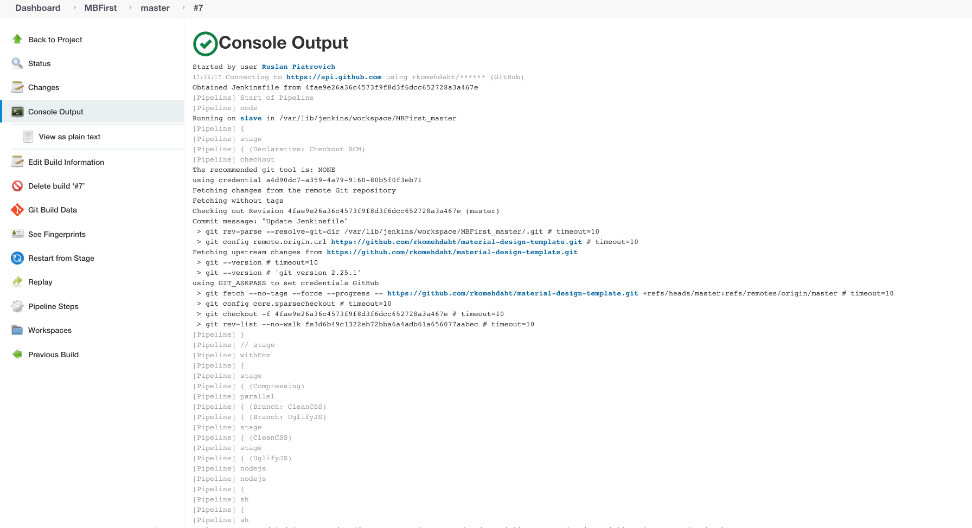 Dashboard › MBFirst › master › #7
Back to Project
Status
Changes
Console Output
View as plain text
Edit Build Information
Delete build '#7'
Git Build Data
See Fingerprints
Restart from Stage
Replay
Pipeline Steps
Workspaces
Previous Build
Console Output
Started by user Ruslan Piatrovich
Connecting to https://api.github.com using rkomehdaht/****** (GitHub)
Obtained Jenkinsfile from 4fae9e26a36c4573f9f8d3f6dcc652728a3a467e
[Pipeline] Start of Pipeline
[Pipeline] node
Running on slave in /var/lib/jenkins/workspace/MBFirst_master
[Pipeline] {
[Pipeline] stage
[Pipeline] { (Declarative: Checkout SCM)
[Pipeline] checkout
The recommended git tool is: NONE
using credential a4d90dc7-a359-4a79-9160-80b5f0f3eb71
Fetching changes from the remote Git repository
Fetching without tags
Checking out Revision 4fae9e26a36c4573f9f8d3f6dcc652728a3a467e (master)
Commit message: "Update Jenkinsfile"
> git rev-parse --resolve-git-dir /var/lib/jenkins/workspace/MBFirst_master/.git # timeout=10
> git config remote.origin.url https://github.com/rkomehdaht/material-design-template.git # timeout=10
Fetching upstream changes from https://github.com/rkomehdaht/material-design-template.git
> git --version # timeout=10
> git --version # 'git version 2.25.1'
using GIT_ASKPASS to set credentials GitHub
> git fetch --no-tags --force --progress -- https://github.com/rkomehdaht/material-design-template.git +refs/heads/master:refs/remotes/origin/master # timeout=10
> git config core.sparsecheckout # timeout=10
> git checkout -f 4fae9e26a36c4573f9f8d3f6dcc652728a3a467e # timeout=10
> git rev-list --no-walk fe3d6b49c1322eb72bba6a4adb61a656077aabec # timeout=10
[Pipeline] }
[Pipeline] // stage
[Pipeline] withEnv
[Pipeline] {
[Pipeline] stage
[Pipeline] { (Compressing)
[Pipeline] parallel
[Pipeline] { (Branch: CleanCSS)
[Pipeline] { (Branch: UglifyJS)
[Pipeline] stage
[Pipeline] { (CleanCSS)
[Pipeline] stage
[Pipeline] { (UglifyJS)
[Pipeline] nodejs
[Pipeline] nodejs
[Pipeline] {
[Pipeline] sh
[Pipeline] {
[Pipeline] sh